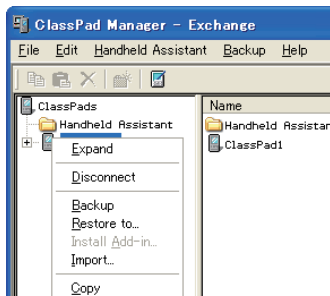 ClassPad Manager - Exchange
File Edit Handheld Assistant Backup Help
ClassPads
Name
Handheld Assistant
Handheld Assistan
ClassPad1
Expand
Disconnect
Backup
Restore to...
Install Add-in...
Import...
Copy